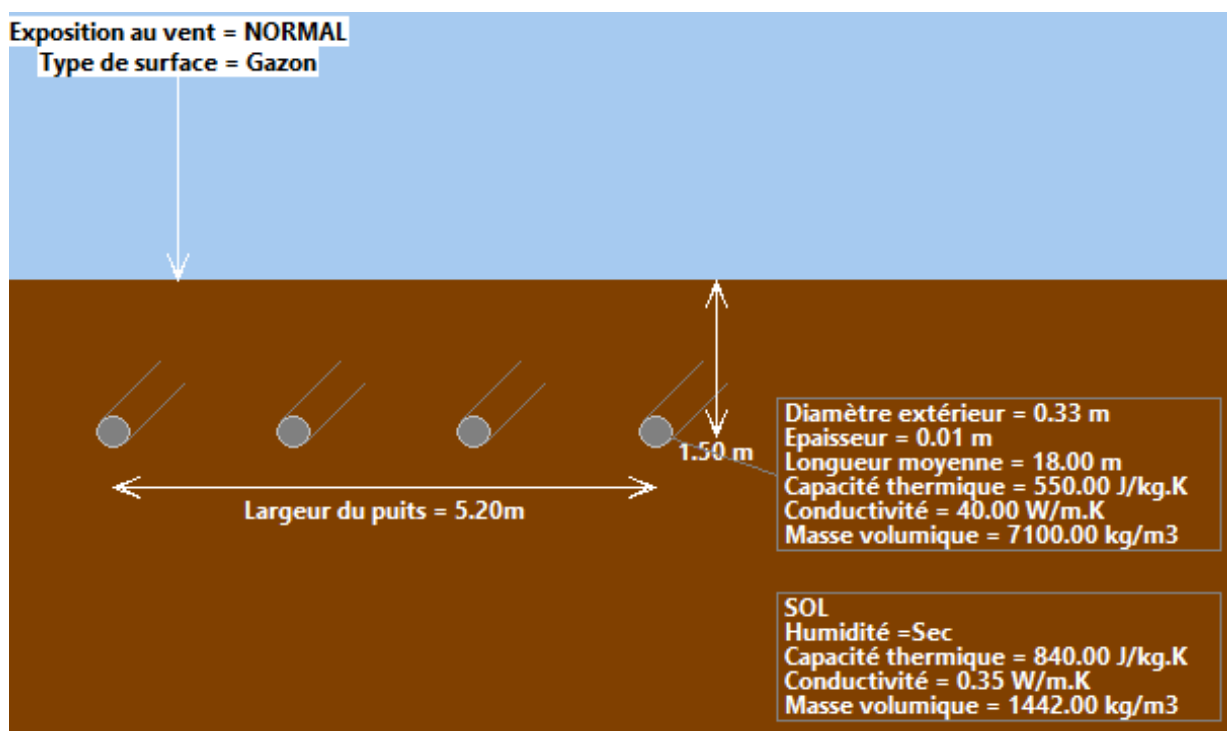 Exposition au vent = NORMAL
Type de surface = Gazon
1.50 m
Largeur du puits = 5.20m
Diamètre extérieur = 0.33 m
Epaisseur = 0.01 m
Longueur moyenne = 18.00 m
Capacité thermique = 550.00 J/kg.K
Conductivité = 40.00 W/m.K
Masse volumique = 7100.00 kg/m3
SOL
Humidité =Sec
Capacité thermique = 840.00 J/kg.K
Conductivité = 0.35 W/m.K
Masse volumique = 1442.00 kg/m3